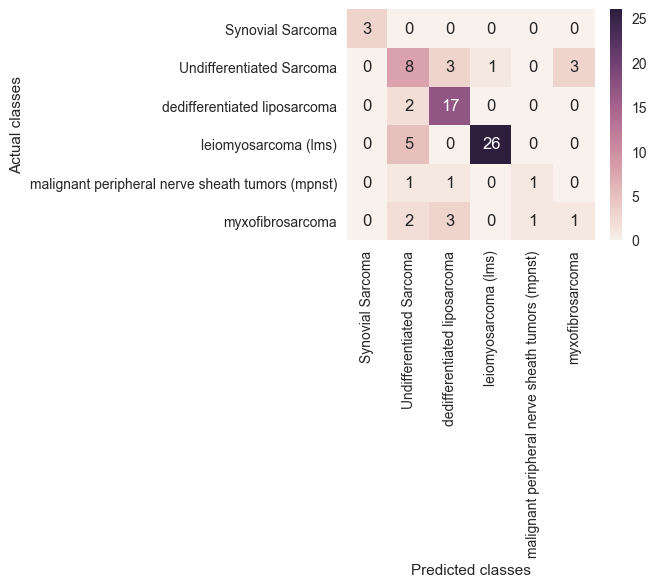 Actual classes
Synovial Sarcoma 3 0 0 0 0 0
Undifferentiated Sarcoma 0 8 3 1 0 3
dedifferentiated liposarcoma 0 2 17 0 0 0
leiomyosarcoma (lms) 0 5 0 26 0 0
malignant peripheral nerve sheath tumors (mpnst) 0 1 1 0 1 0
myxofibrosarcoma 0 2 3 0 1 1
Synovial Sarcoma
Undifferentiated Sarcoma
dedifferentiated liposarcoma
leiomyosarcoma (lms)
malignant peripheral nerve sheath tumors (mpnst)
myxofibrosarcoma
Predicted classes
25
20
15
10
5
0